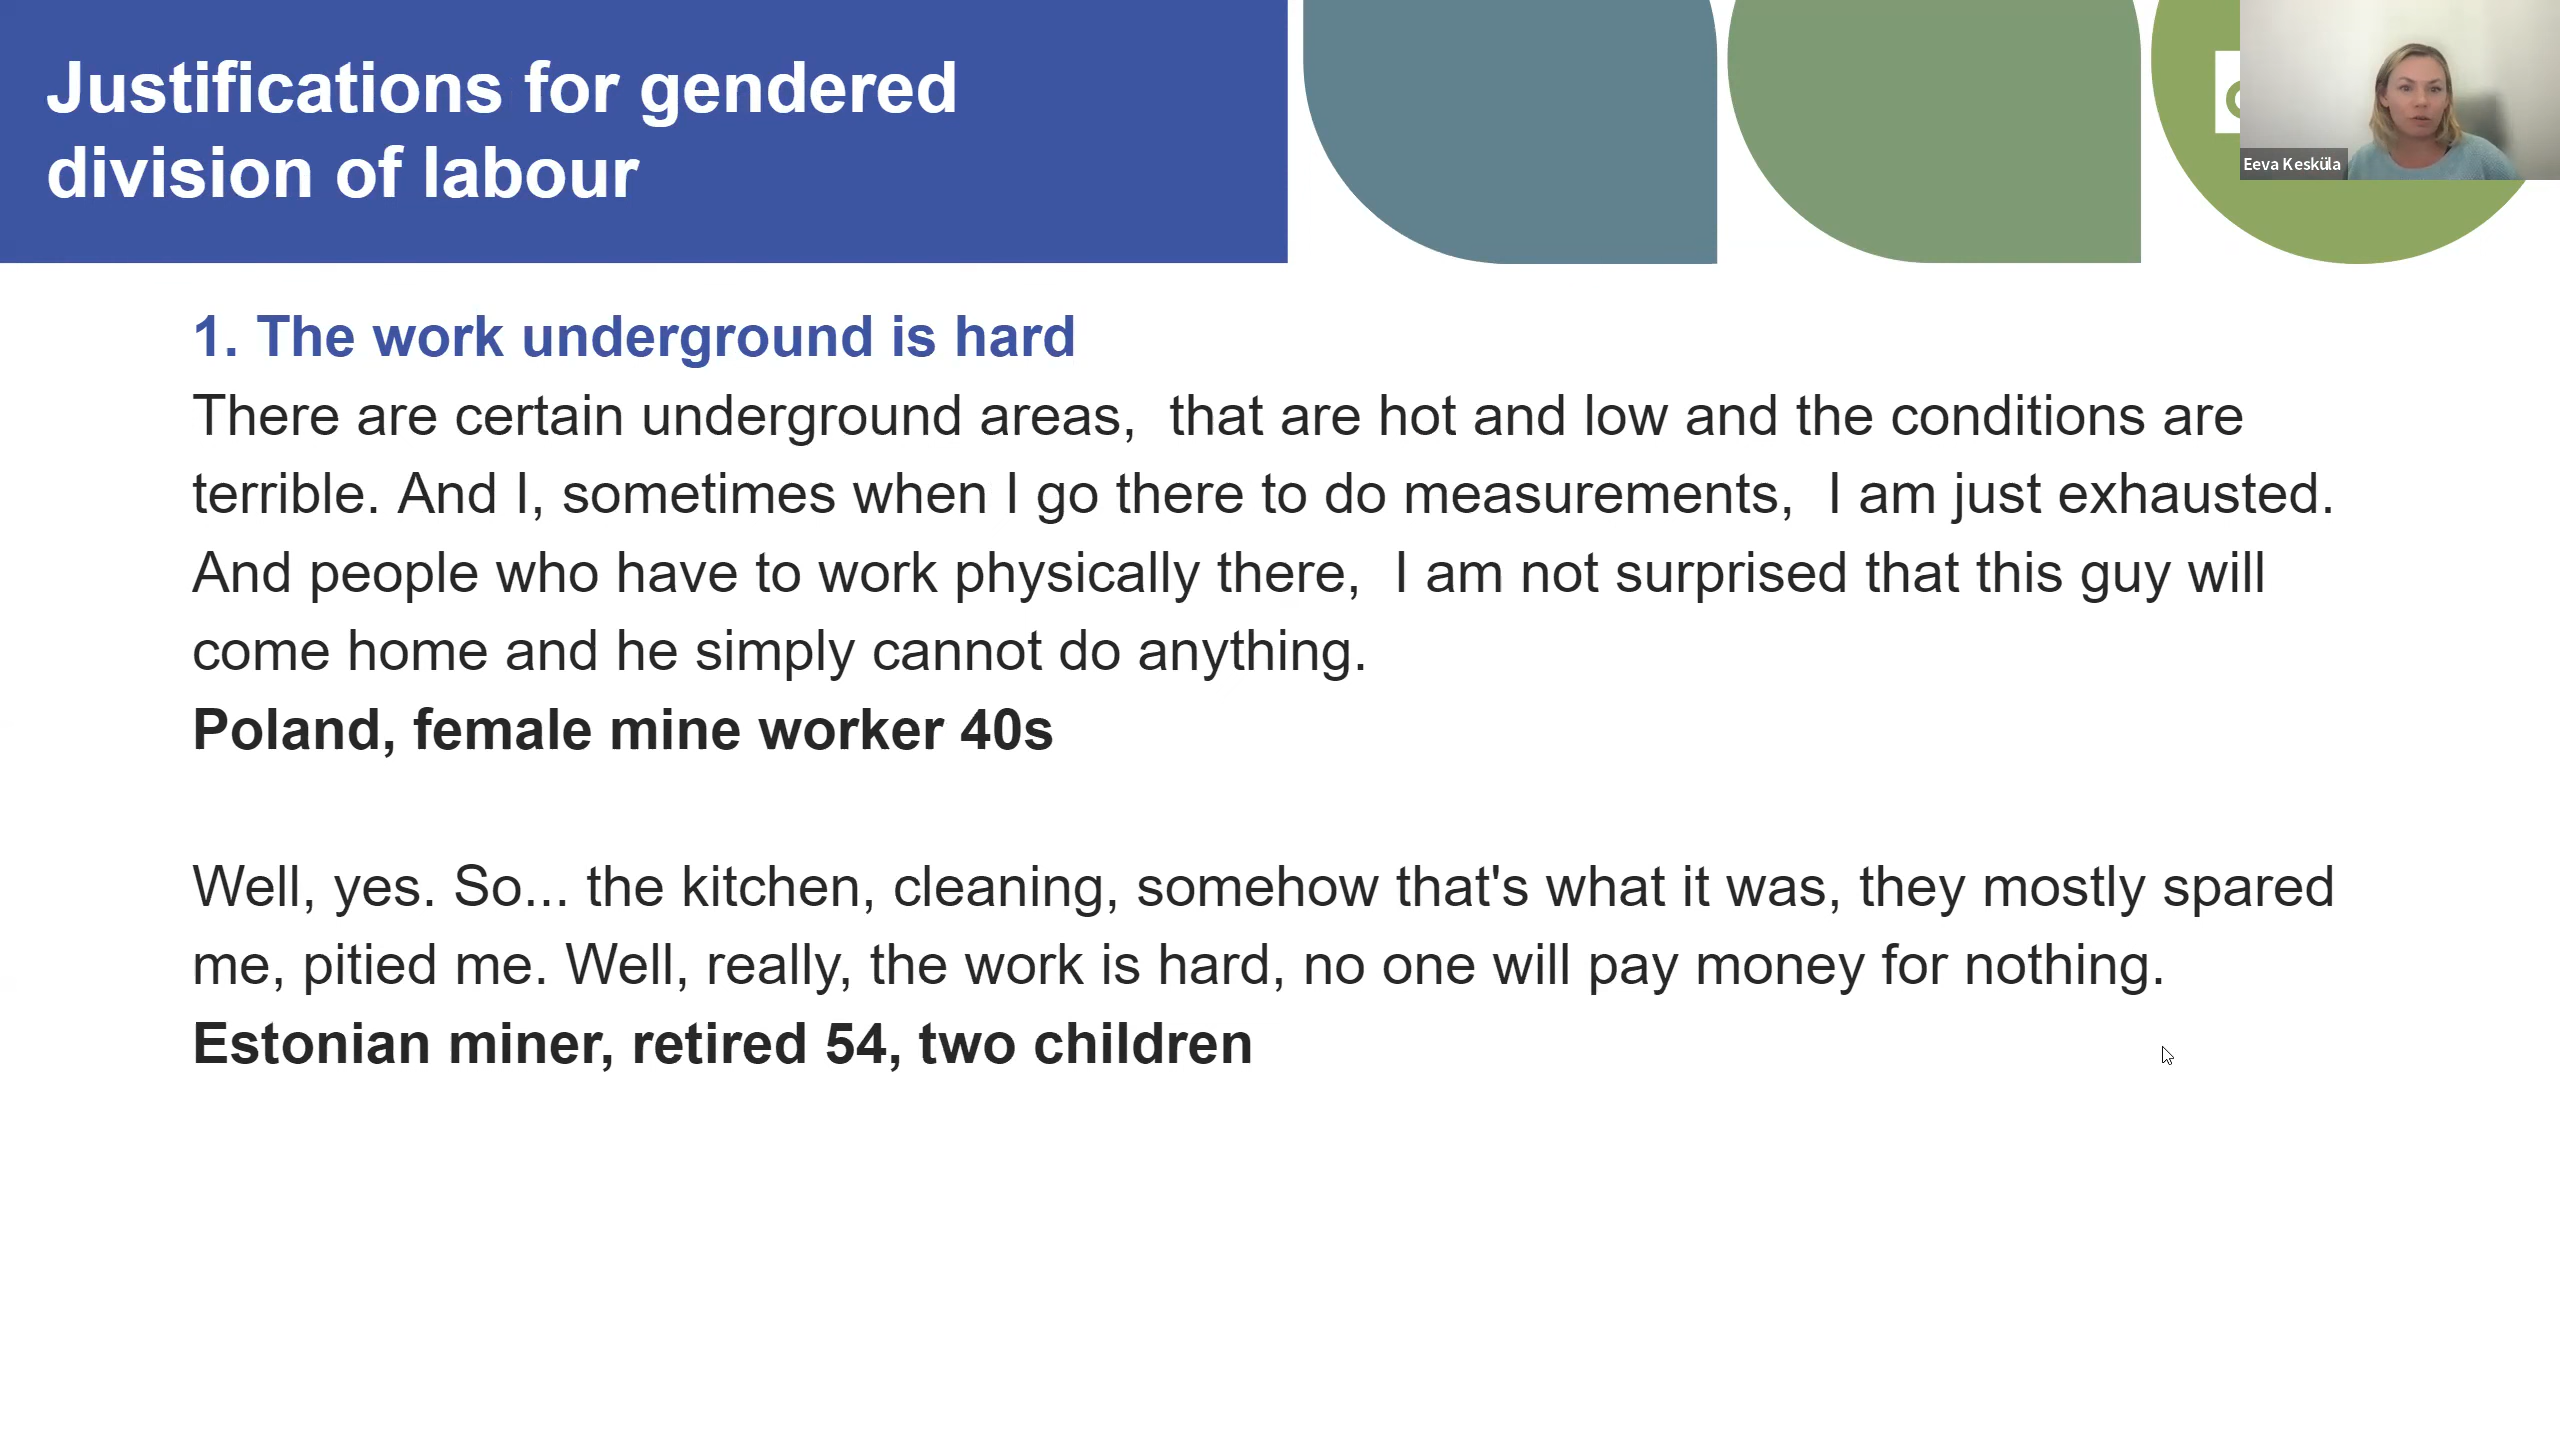 Justifications for gendered
division of labour
Eeva Kesküla
1. The work underground is hard
There are certain underground areas,  that are hot and low and the conditions are
terrible. And I, sometimes when I go there to do measurements,  I am just exhausted.
And people who have to work physically there,  I am not surprised that this guy will
come home and he simply cannot do anything.
Poland, female mine worker 40s
Well, yes. So... the kitchen, cleaning, somehow that's what it was, they mostly spared
me, pitied me. Well, really, the work is hard, no one will pay money for nothing.
Estonian miner, retired 54, two children